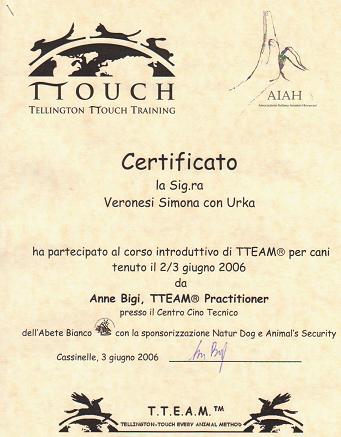 TTOUCH
TELLINGTON TTOUCH TRAINING
AIAH
Certificato
la Sig.ra
Veronesi Simona con Urka
ha partecipato al corso introduttivo di TTEAM® per cani
tenuto il 2/3 giugno 2006
da
Anne Bigi, TTEAM® Practitioner
presso il Centro Cino Tecnico
dell'Abete Bianco con la sponsorizzazione Natur Dog e Animal's Security
Cassinelle, 3 giugno 2006
T.T.E.A.M.™
TELLINGTON-TOUCH EVERY ANIMAL METHOD